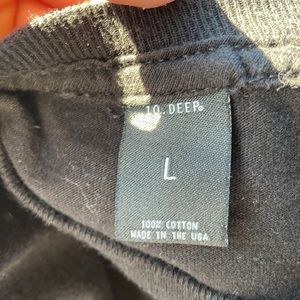 10. DEEP®
L
100% COTTON
MADE IN THE USA